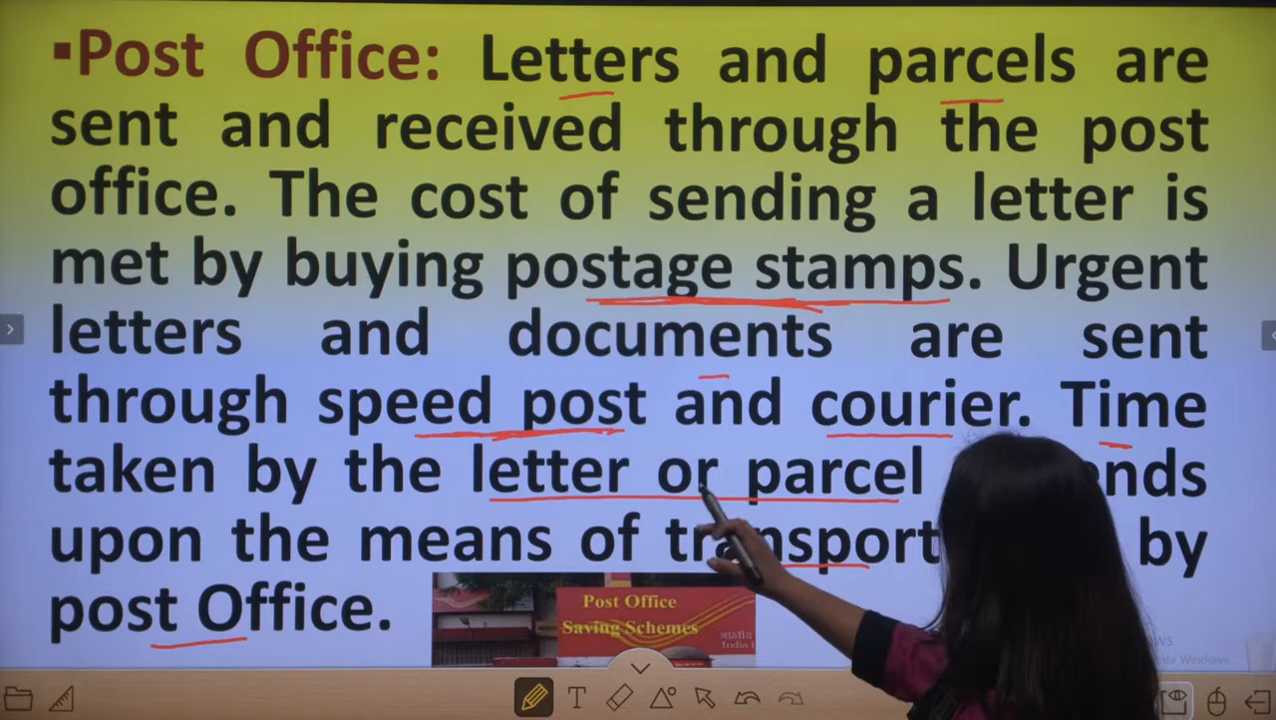 ▪Post Office: Letters and parcels are
sent and received through the post
office. The cost of sending a letter is
met by buying postage stamps. Urgent
letters and documents are sent
through speed post and courier. Time
taken by the letter or parcel
upon the means of transport by
post Office.
Post Office
Saving Schemes